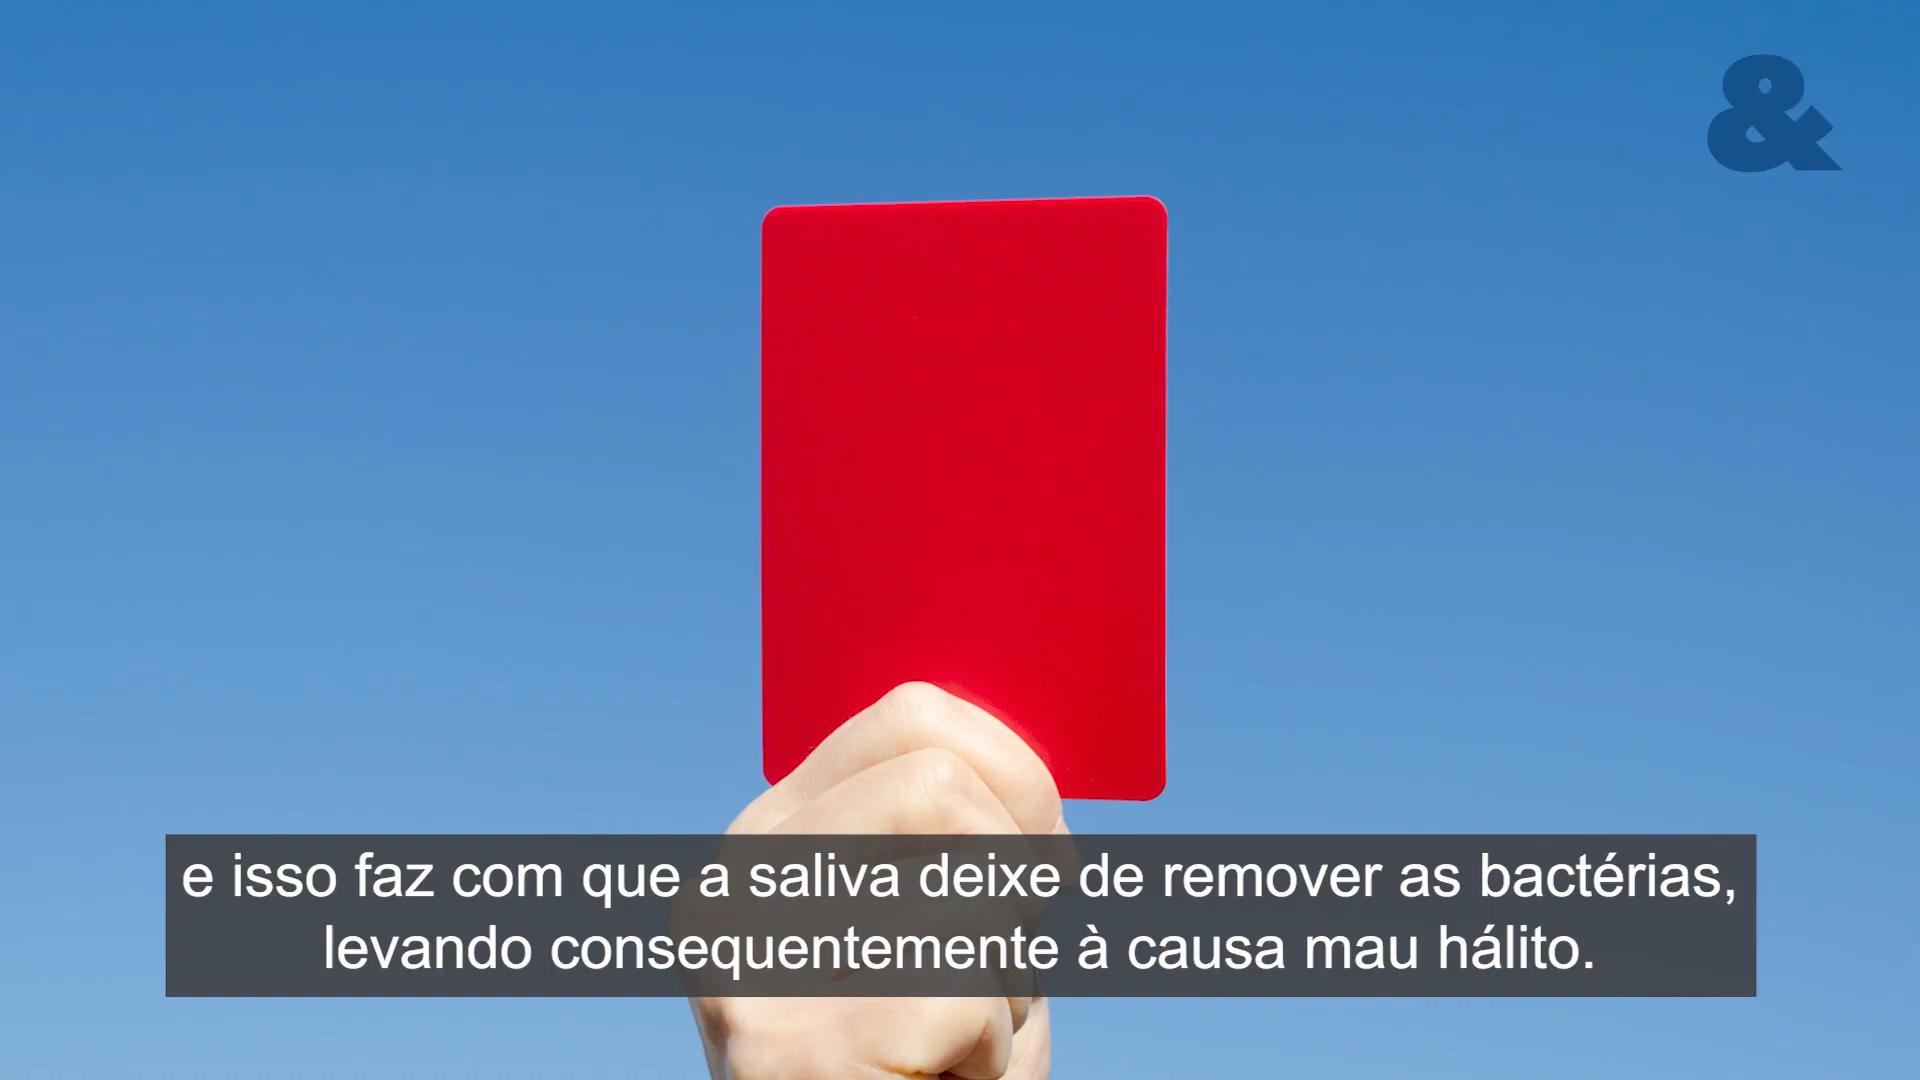 &
e isso faz com que a saliva deixe de remover as bactérias,
levando consequentemente à causa mau hálito.